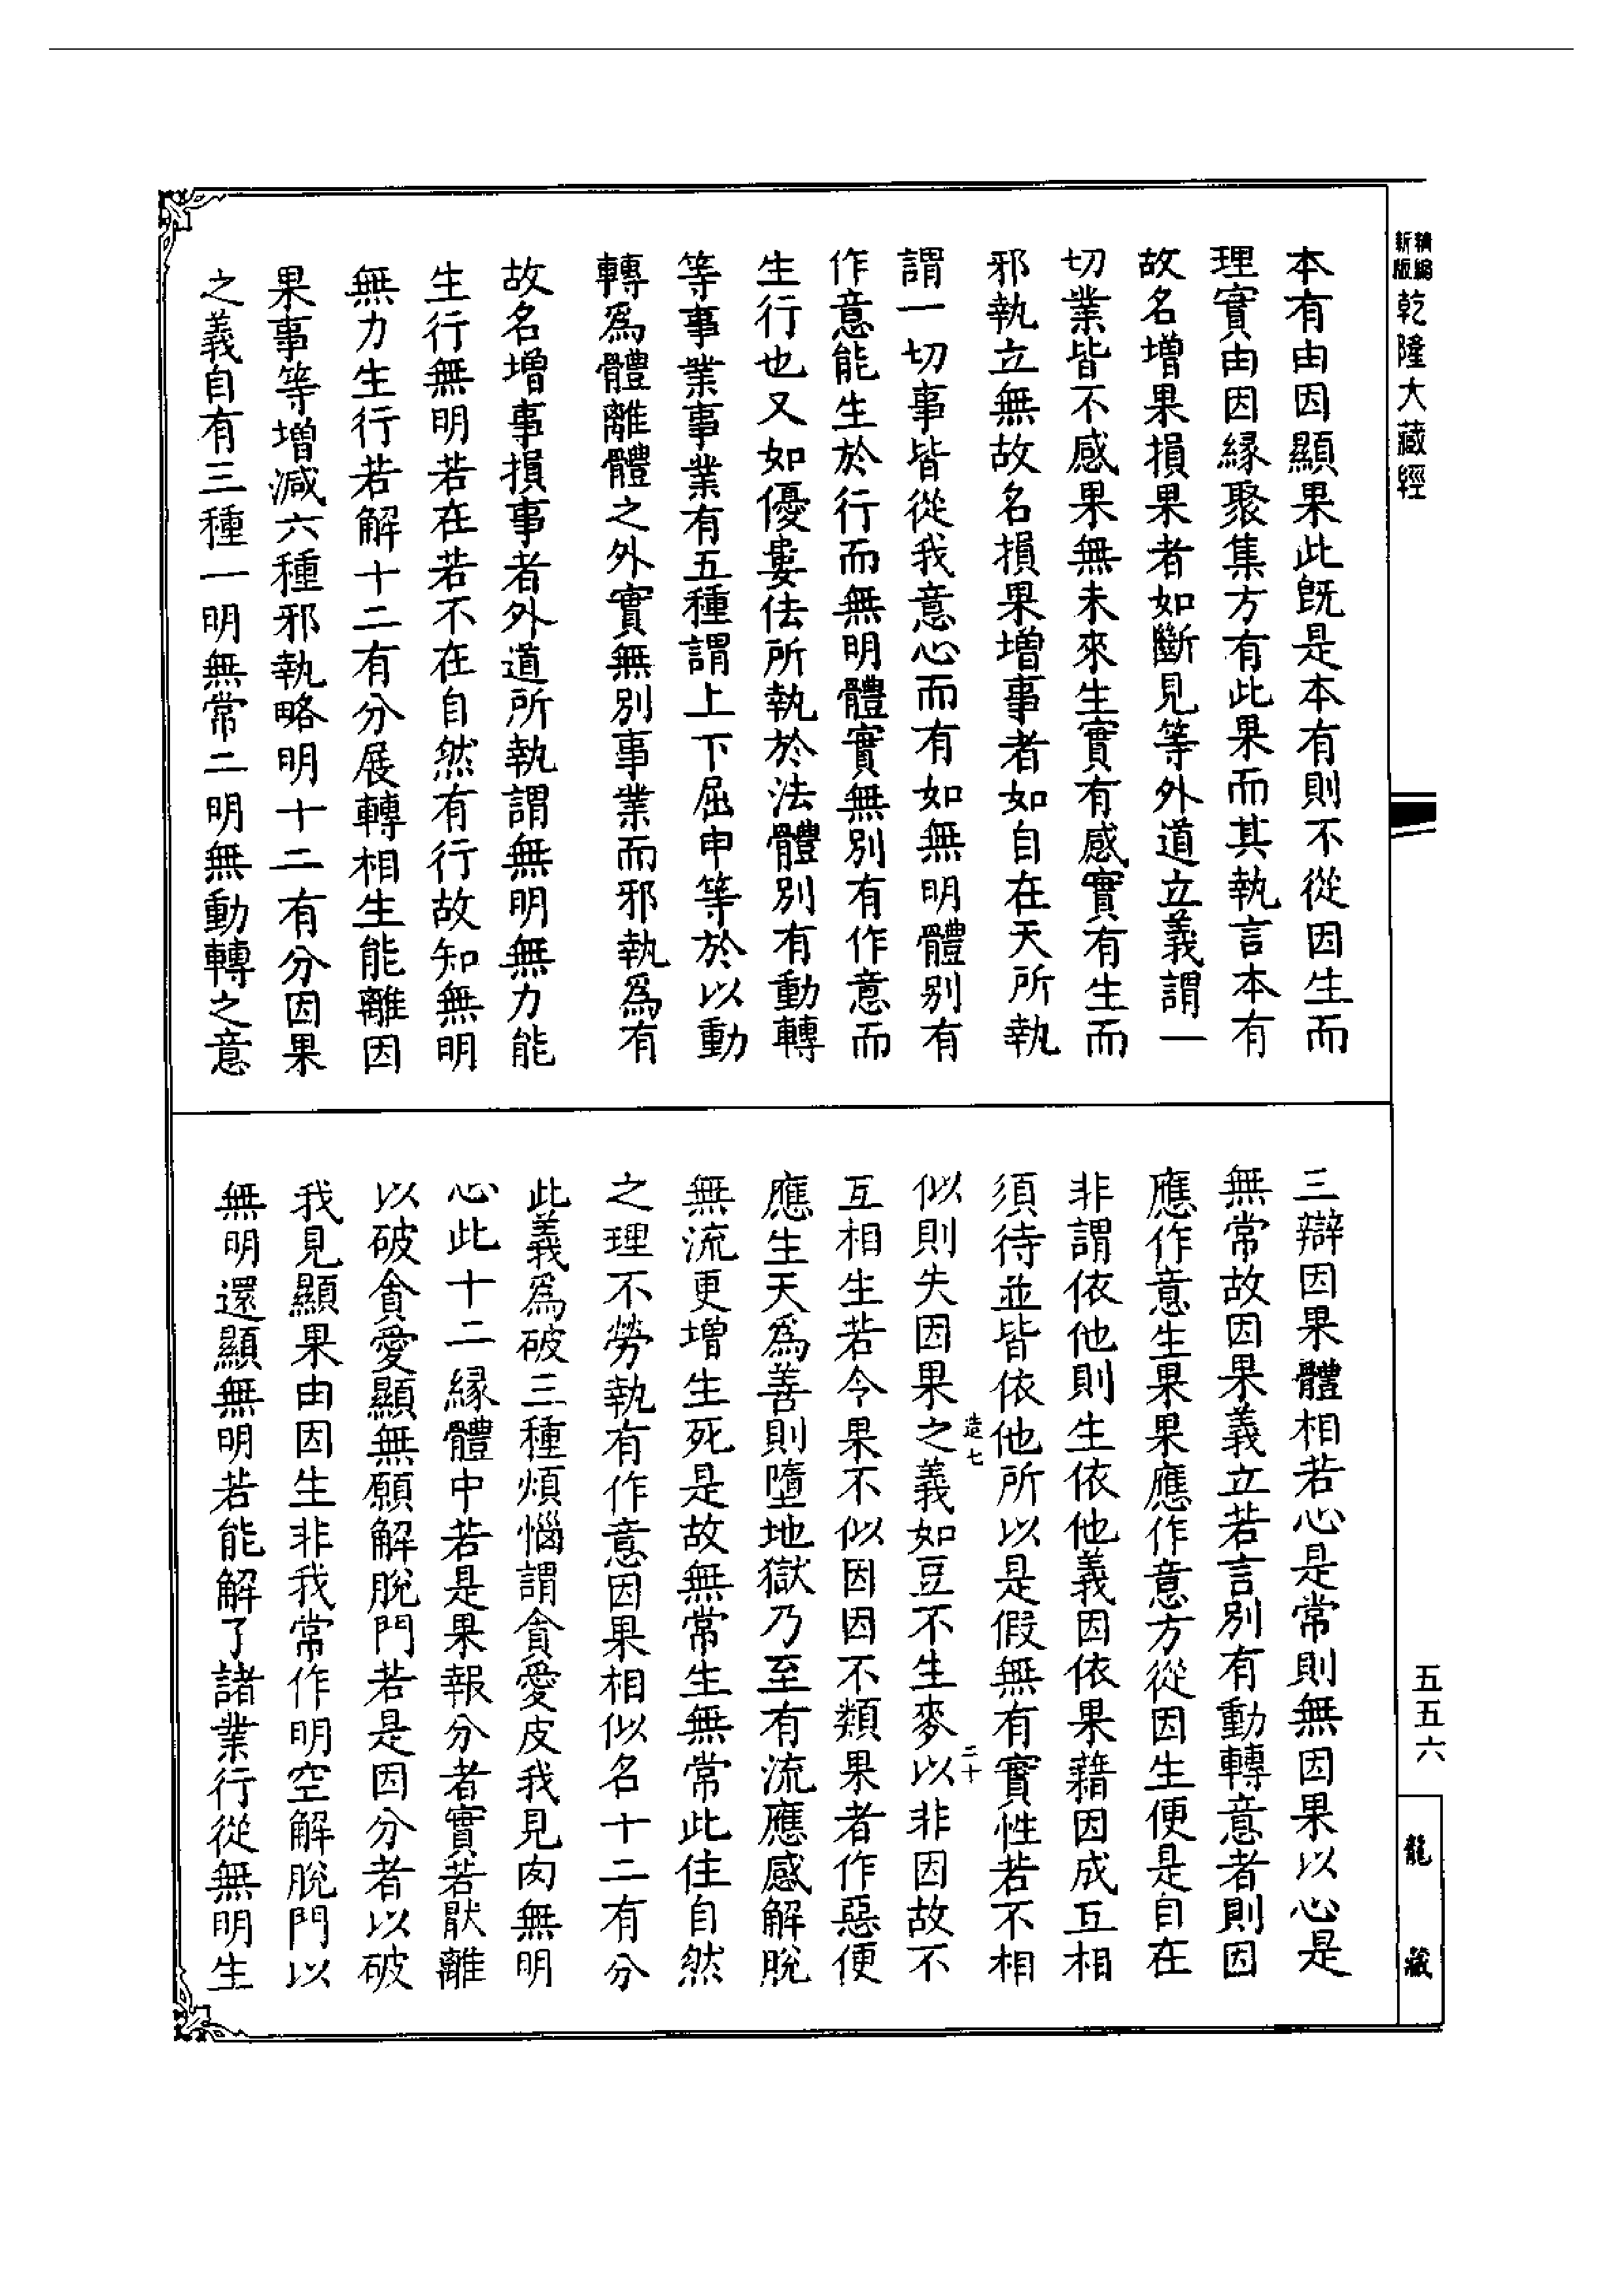 新編
新版
乾隆大藏經
本有由因顯果此既是本有則不從因生而
理實由因緣聚集方有此果而其執言本有
故名增果損果者如斷見等外道立義謂一
切業皆不感果無未來生實有感實有生而
邪執立無故名損果增事者如自在天所執
謂一切事皆從我意心而有如無明體別有
作意能生於行而無明體實無別有作意而
生行也又如優婁佉所執於法體別有動轉
等事業事業有五種謂上下屈申等於以動
轉為體離體之外實無別事業而邪執為有
故名增事損事者外道所執謂無明無力能
生行無明若在若不在自然有行故知無明
無力生行若解十二有分展轉相生能離因
果事等增減六種邪執略明十二有分因果
之義自有三種一明無常二明無動轉之意
三辯因果體相若心是常則無因果以心是
無常故因果義立若言別有動轉意者則因
應作意生果果應作意方從因生便是自在
非謂依他則生依他義因依果藉因成互相
須待並皆依他所以是假無有實性若不相
似則失因果之義如豆不生麥以非因故不
造七
二十
互相生若令果不似因因不類果者作惡便
應生天為善則墮地獄乃至有流應感解脫
無流更增生死是故無常生無常此住自然
之理不勞執有作意因果相似名十二有分
此義為破三種煩惱謂貪愛皮我見肉無明
心此十二緣體中若是果報分者實若猒離
以破貪愛顯無願解脫門若是因分者以破
我見顯果由因生非我常作明空解脫門以
無明還顯無明若能解了諸業行從無明生
五五六
龍藏